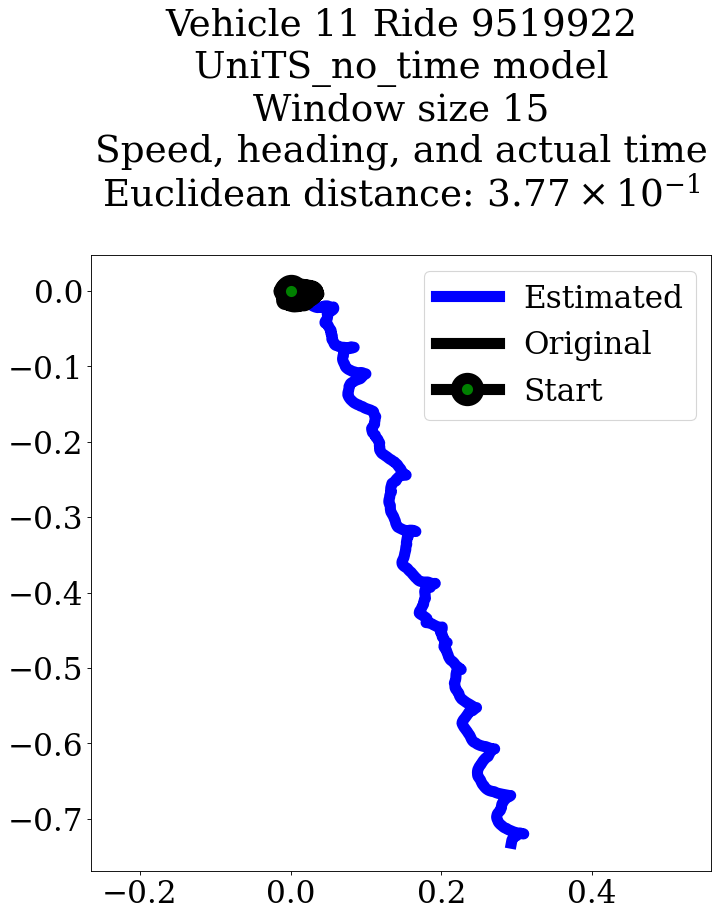 Vehicle 11 Ride 9519922
UniTS_no_time model
Window size 15
Speed, heading, and actual time
Euclidean distance: 3.77 × 10⁻¹
Estimated
Original
Start
0.0
−0.1
−0.2
−0.3
−0.4
−0.5
−0.6
−0.7
−0.2 0.0 0.2 0.4